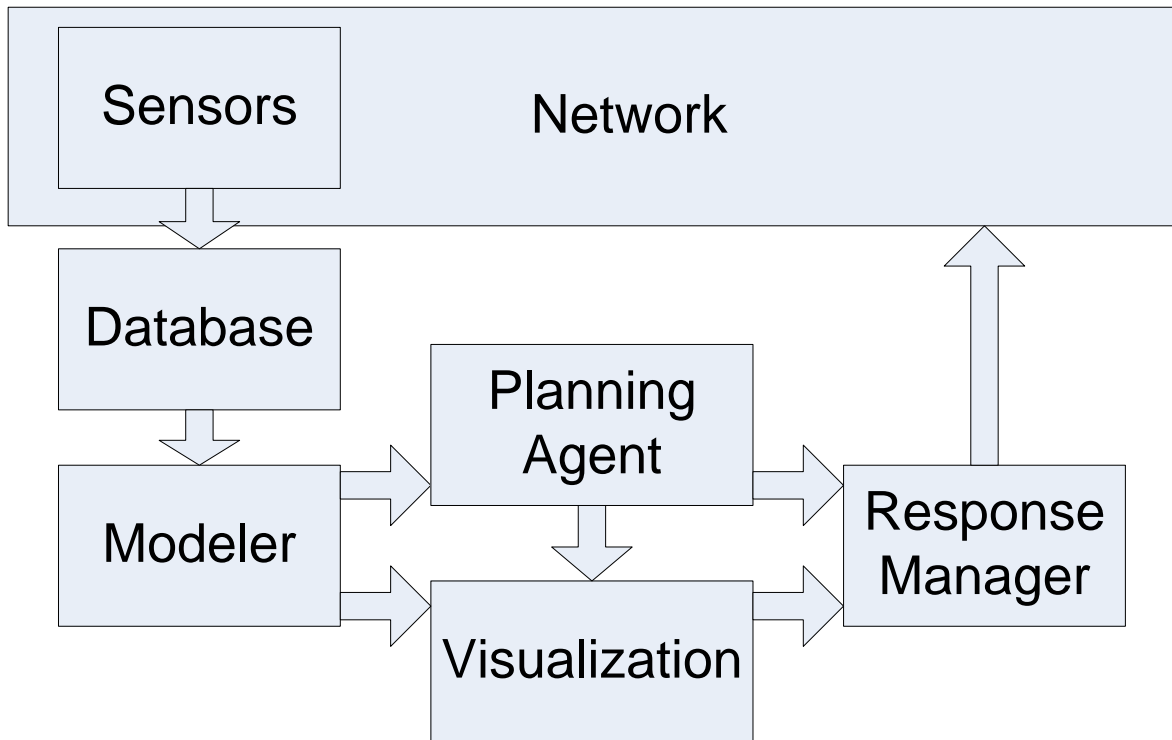 Sensors
Network
Database
Planning
Agent
Modeler
Response
Manager
Visualization